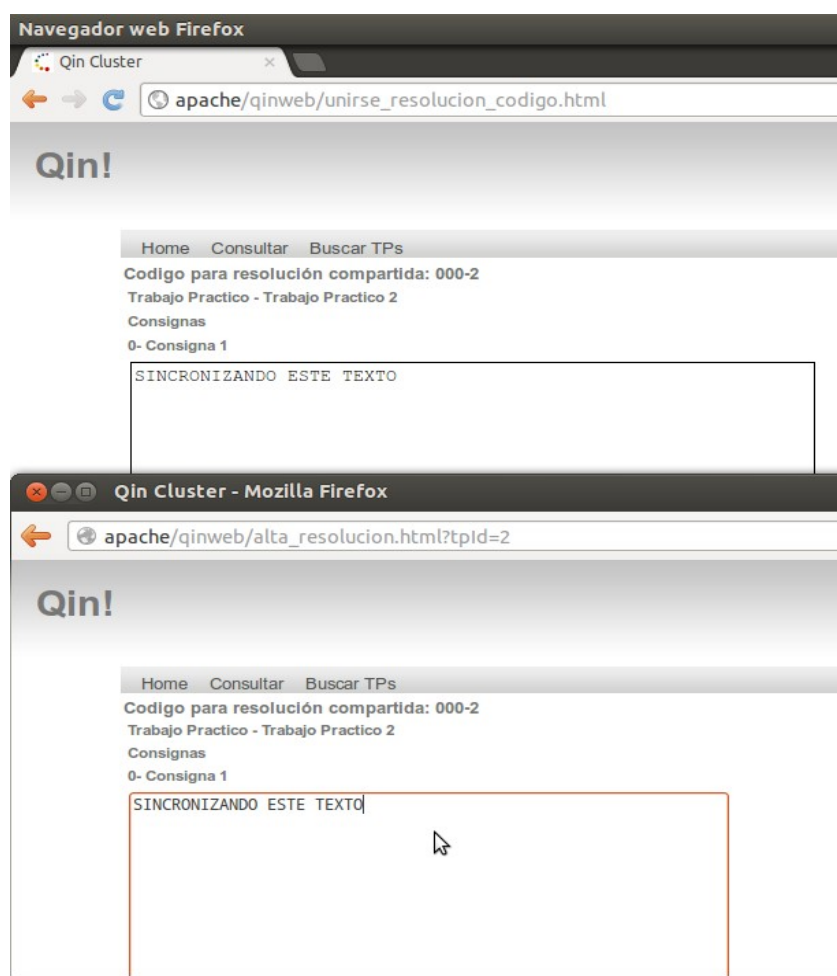 Navegador web Firefox
Qin Cluster
apache/qinweb/unirse_resolucion_codigo.html
Qin!
Home Consultar Buscar TPs
Codigo para resolución compartida: 000-2
Trabajo Practico - Trabajo Practico 2
Consignas
0- Consigna 1
SINCRONIZANDO ESTE TEXTO
Qin Cluster - Mozilla Firefox
apache/qinweb/alta_resolucion.html?tpId=2
Qin!
Home Consultar Buscar TPs
Codigo para resolución compartida: 000-2
Trabajo Practico - Trabajo Practico 2
Consignas
0- Consigna 1
SINCRONIZANDO ESTE TEXTO